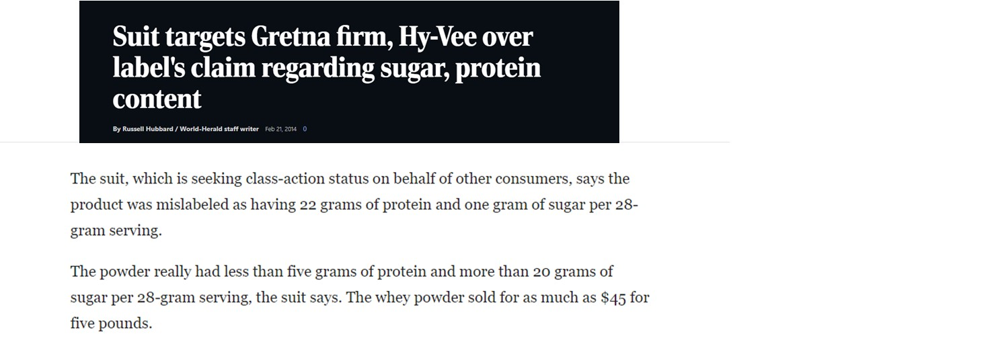 Suit targets Gretna firm, Hy-Vee over
label's claim regarding sugar, protein
content
By Russell Hubbard / World-Herald staff writer Feb 21, 2014 0
The suit, which is seeking class-action status on behalf of other consumers, says the
product was mislabeled as having 22 grams of protein and one gram of sugar per 28-
gram serving.
The powder really had less than five grams of protein and more than 20 grams of
sugar per 28-gram serving, the suit says. The whey powder sold for as much as $45 for
five pounds.